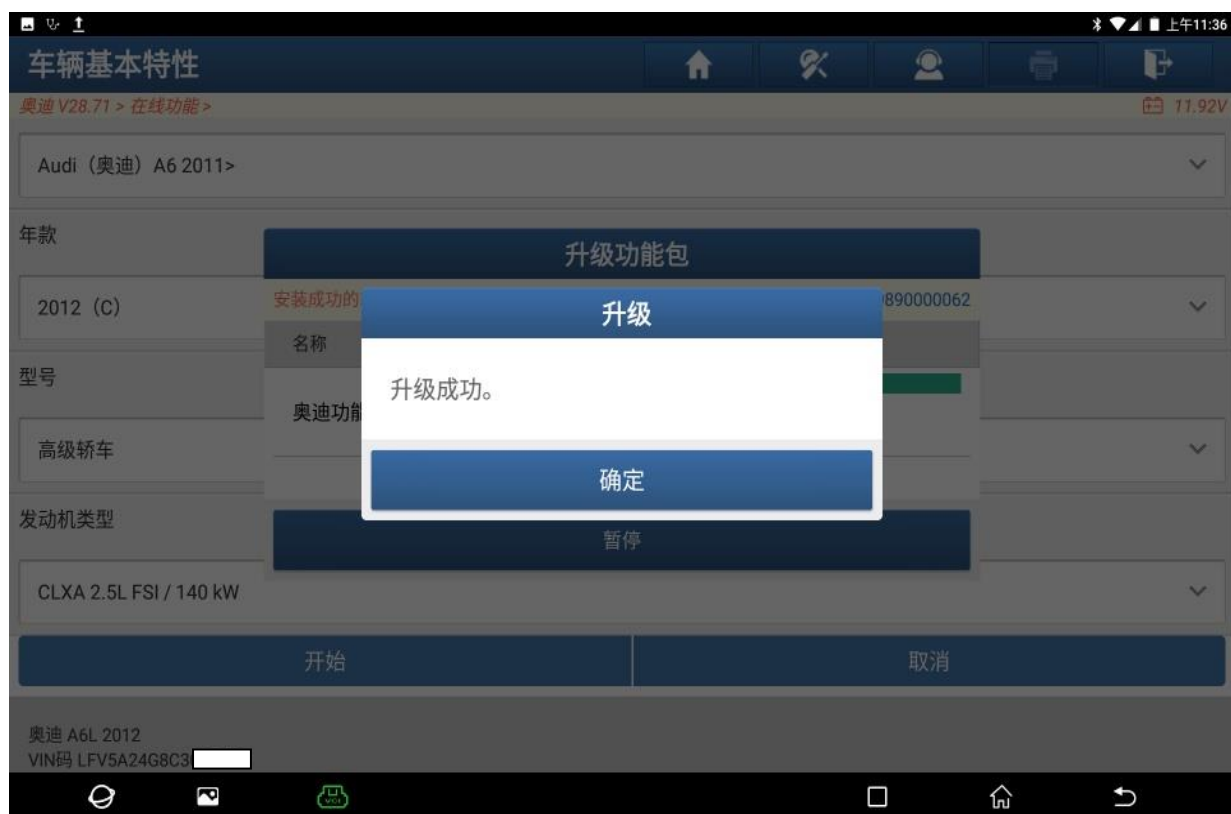 上午11:36
车辆基本特性
奥迪 V28.71 > 在线功能 >
11.92V
Audi（奥迪）A6 2011>
年款
升级功能包
2012（C）
安装成功的
890000062
升级
名称
型号
升级成功。
奥迪功能
高级轿车
确定
发动机类型
暂停
CLXA 2.5L FSI / 140 kW
开始
取消
奥迪 A6L 2012
VIN码 LFV5A24G8C3
VCI